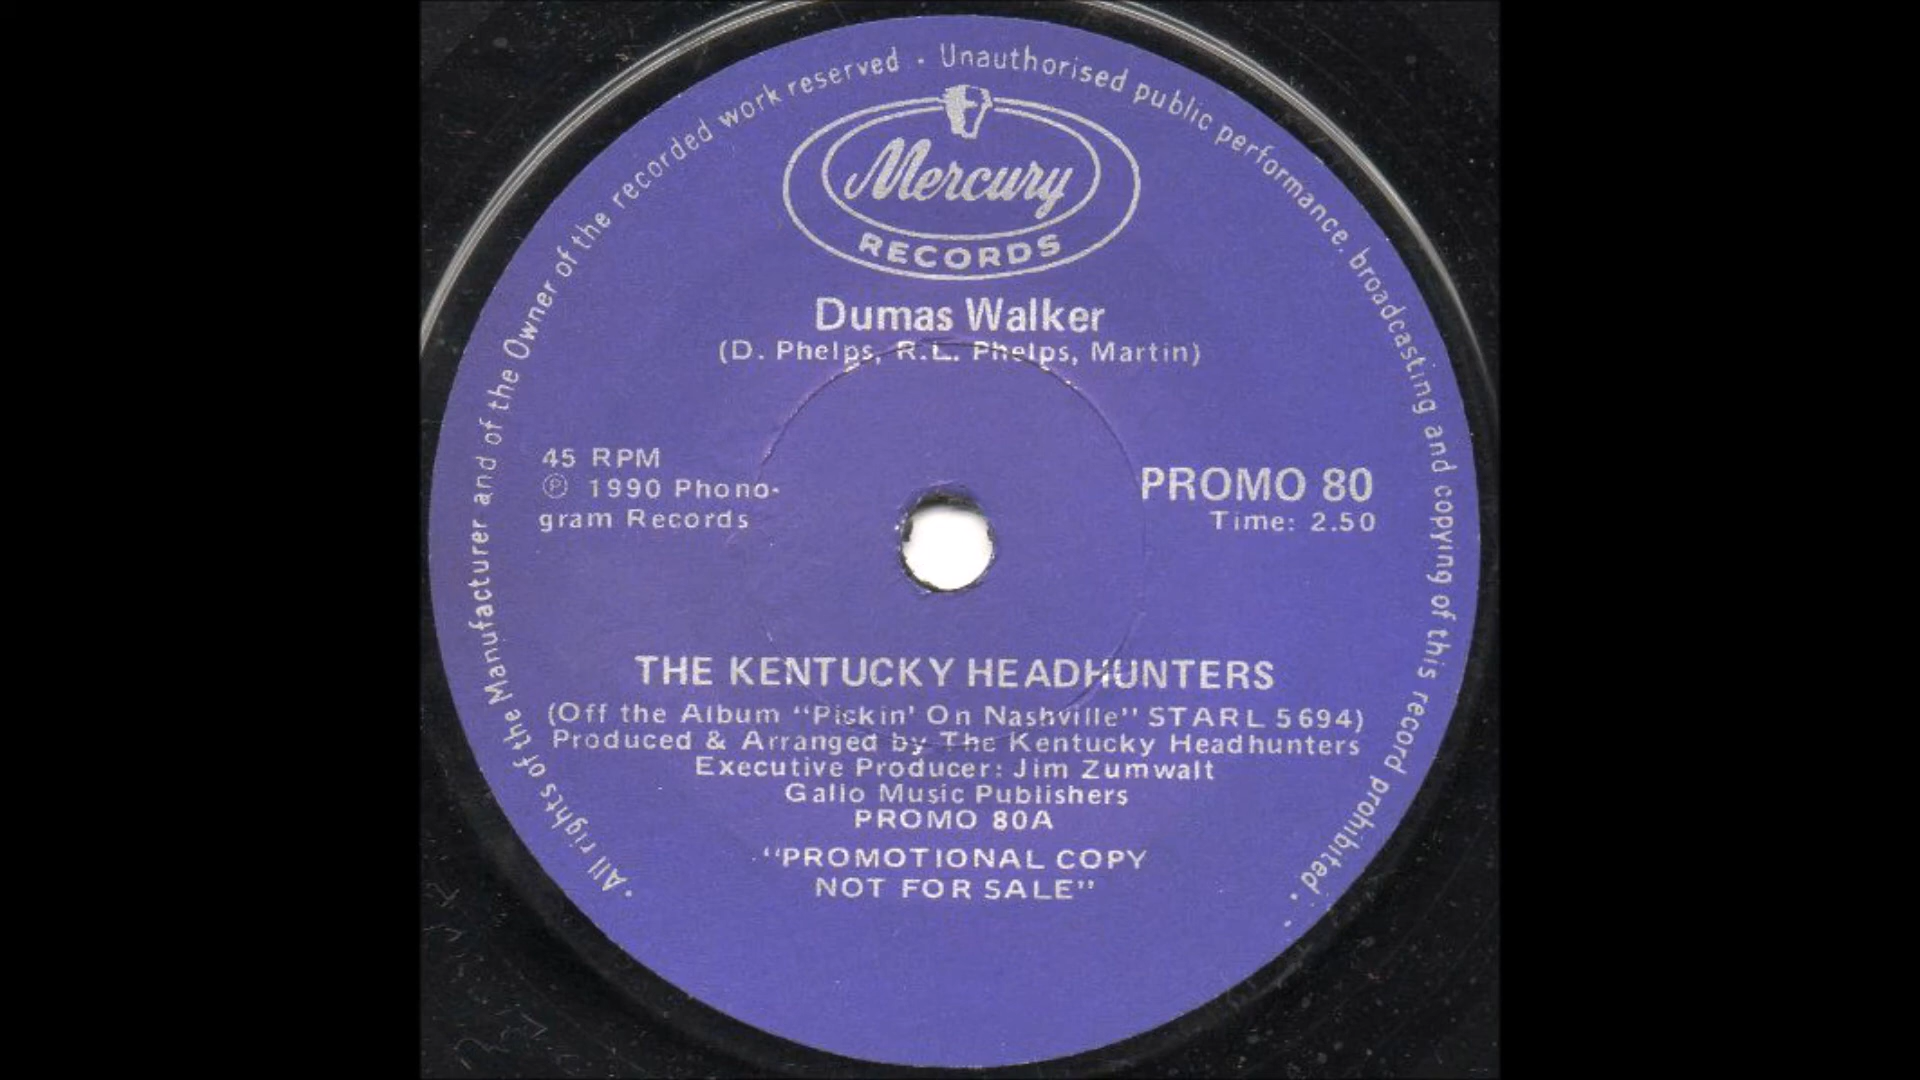 · All rights of the Manufacturer and of the Owner of the recorded work reserved · Unauthorised public performance, broadcasting and copying of this record prohibited ·
Mercury
RECORDS
Dumas Walker
(D. Phelps, R.L. Phelps, Martin)
45 RPM
Ⓟ 1990 Phono-
gram Records
PROMO 80
Time: 2.50
THE KENTUCKY HEADHUNTERS
(Off the Album "Pickin' On Nashville" STARL 5694)
Produced & Arranged by The Kentucky Headhunters
Executive Producer: Jim Zumwalt
Gallo Music Publishers
PROMO 80A
"PROMOTIONAL COPY
NOT FOR SALE"